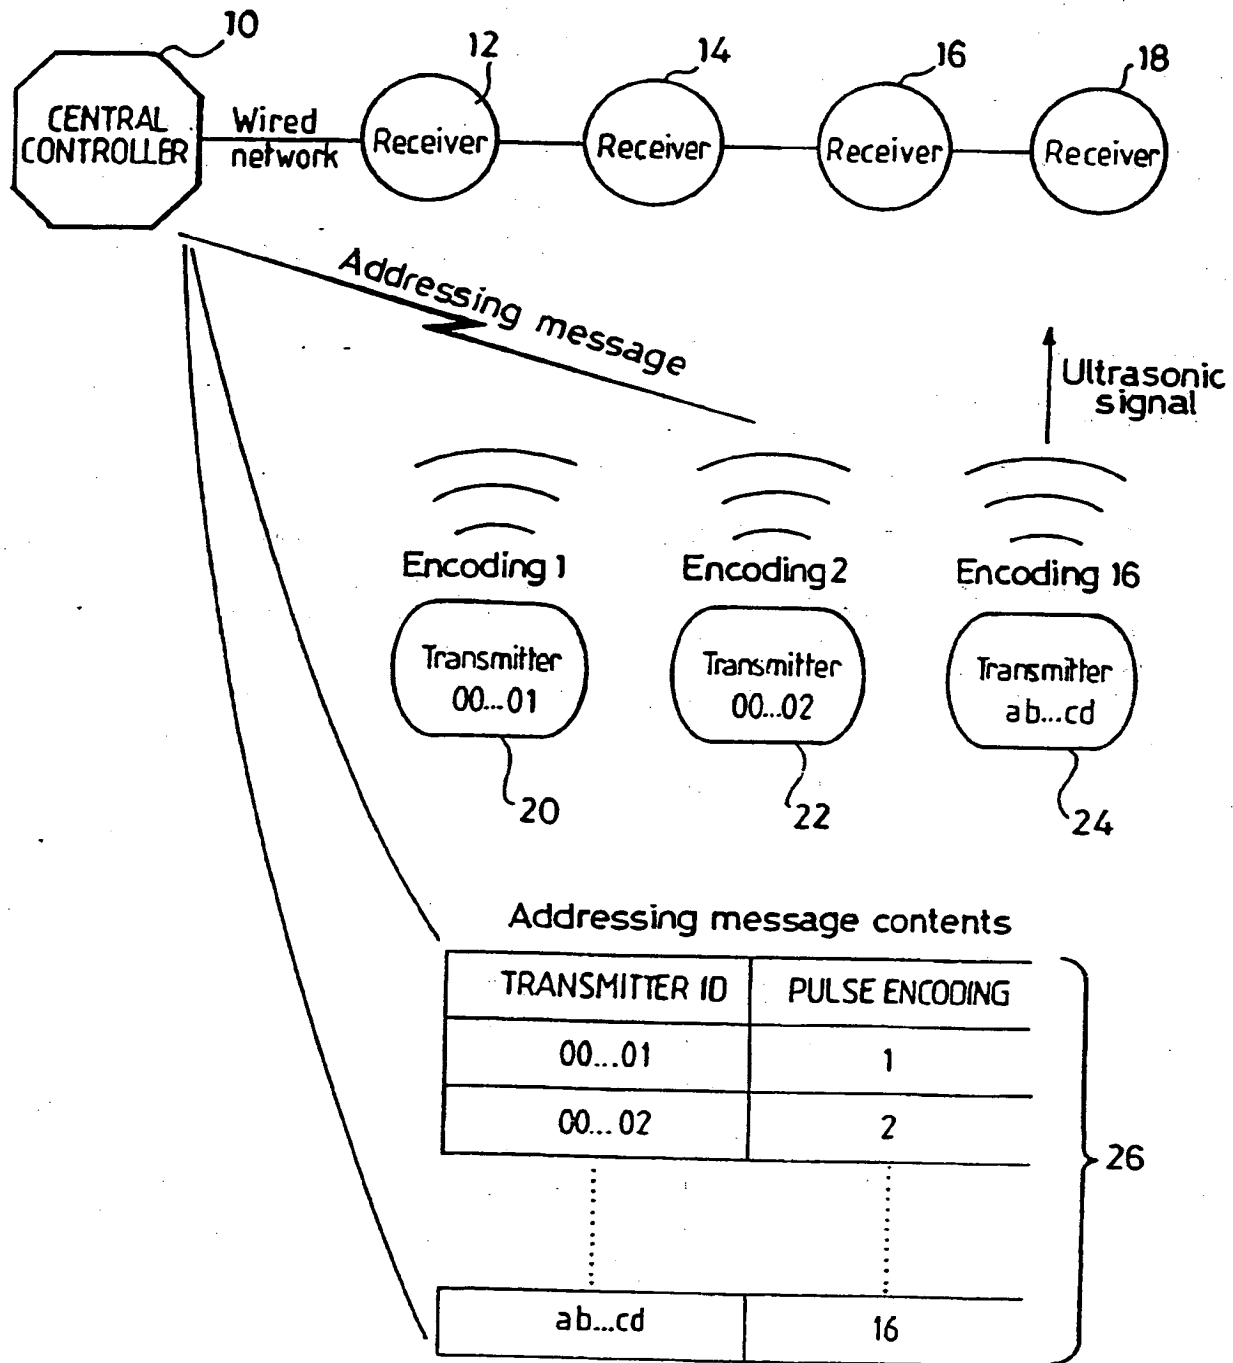 10
12
14
16
18
CENTRAL
CONTROLLER
Wired
network
Receiver
Receiver
Receiver
Receiver
Addressing message
Ultrasonic
signal
Encoding 1
Encoding 2
Encoding 16
Transmitter
00...01
Transmitter
00...02
Transmitter
ab...cd
20
22
24
Addressing message contents
TRANSMITTER ID PULSE ENCODING
00...01 1
00...02 2
26
ab...cd 16